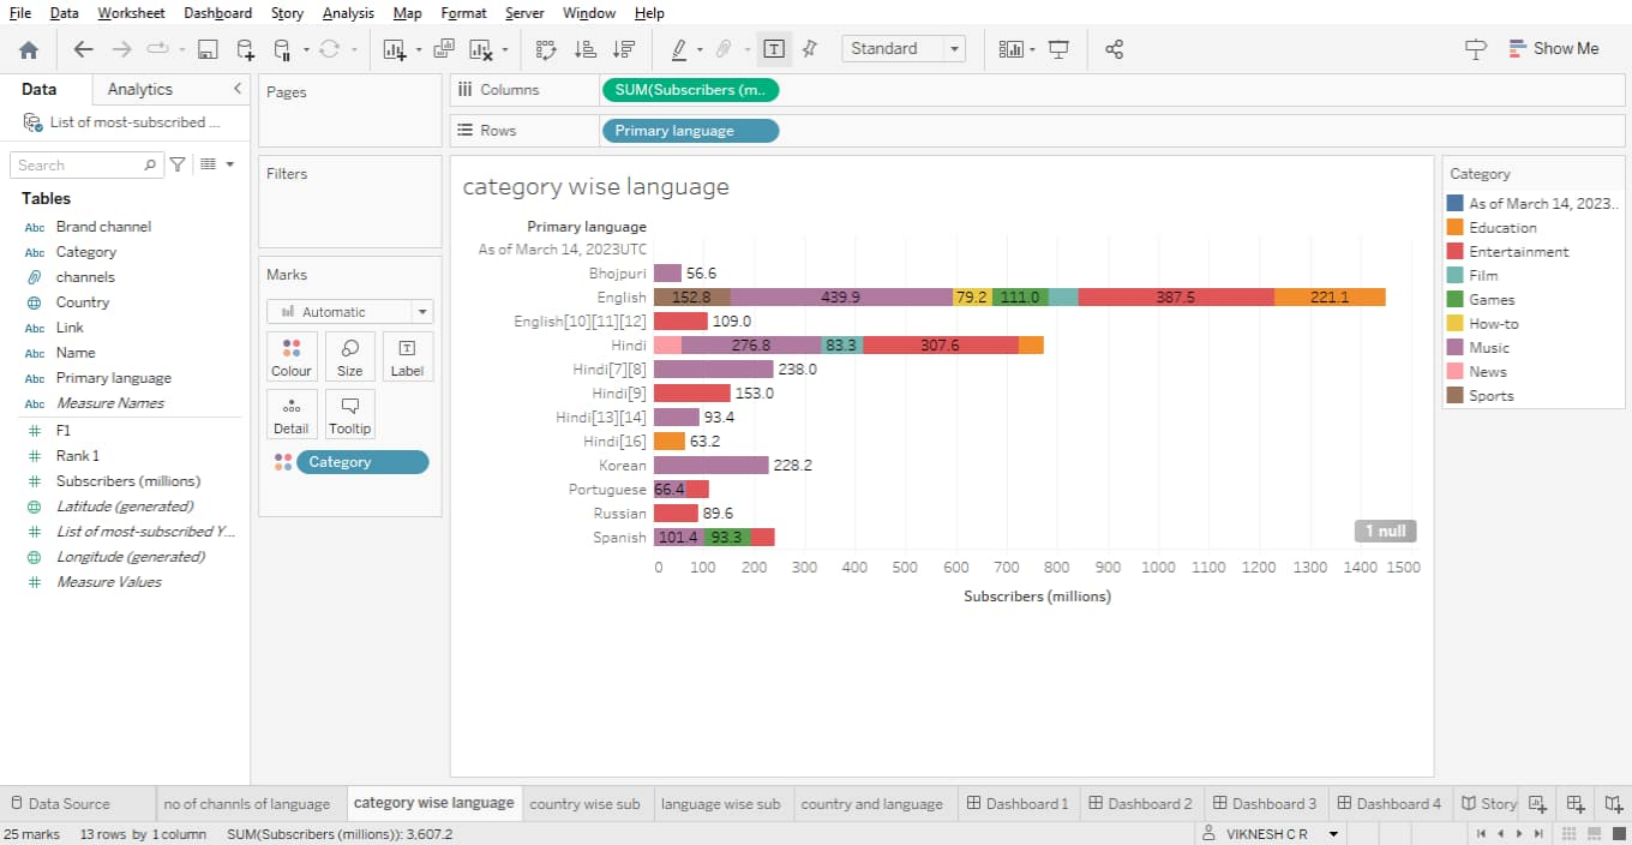 File Data Worksheet Dashboard Story Analysis Map Format Server Window Help
Standard
Show Me
Data Analytics
List of most-subscribed ...
Search
Tables
Abc Brand channel
Abc Category
channels
Country
Abc Link
Abc Name
Abc Primary language
Abc Measure Names
# F1
# Rank 1
# Subscribers (millions)
Latitude (generated)
# List of most-subscribed Y...
Longitude (generated)
# Measure Values
Pages
Filters
Marks
Automatic
Colour Size Label
Detail Tooltip
Category
Columns SUM(Subscribers (m..
Rows Primary language
category wise language
Primary language
As of March 14, 2023UTC
Bhojpuri 56.6
English 152.8 439.9 79.2 111.0 387.5 221.1
English[10][11][12] 109.0
Hindi 276.8 83.3 307.6
Hindi[7][8] 238.0
Hindi[9] 153.0
Hindi[13][14] 93.4
Hindi[16] 63.2
Korean 228.2
Portuguese 66.4
Russian 89.6
Spanish 101.4 93.3
1 null
0 100 200 300 400 500 600 700 800 900 1000 1100 1200 1300 1400 1500
Subscribers (millions)
Category
As of March 14, 2023..
Education
Entertainment
Film
Games
How-to
Music
News
Sports
Data Source no of channls of language category wise language country wise sub language wise sub country and language Dashboard 1 Dashboard 2 Dashboard 3 Dashboard 4 Story
25 marks 13 rows by 1 column SUM(Subscribers (millions)): 3,607.2 VIKNESH C R